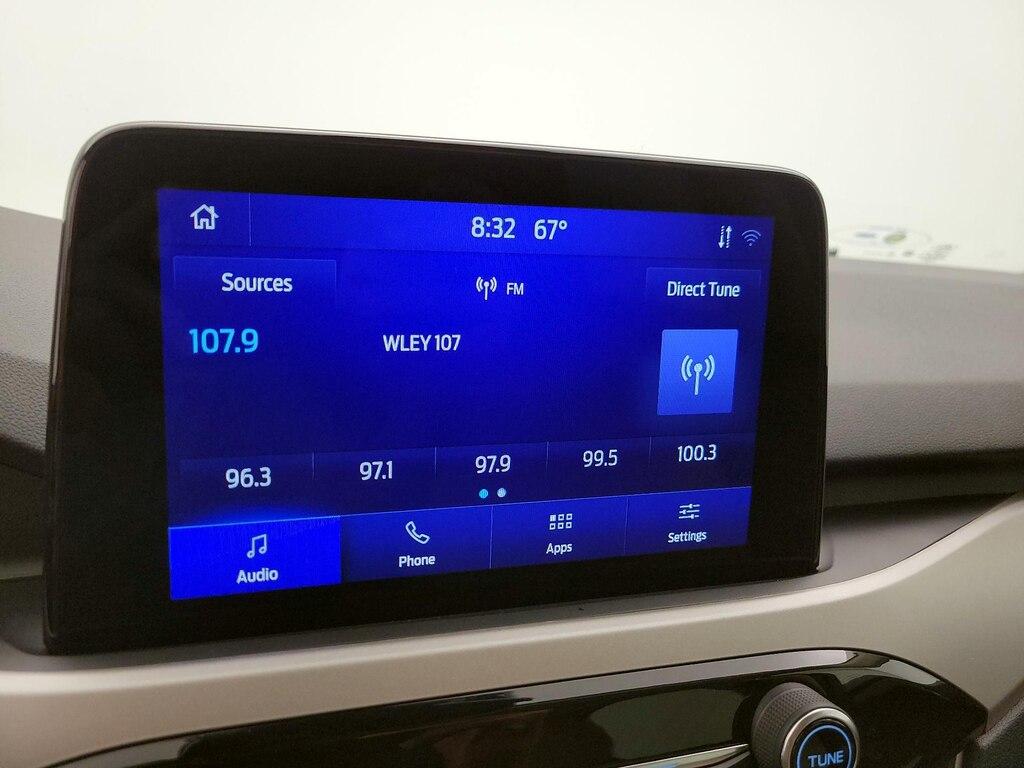 8:32 67°
Sources FM Direct Tune
107.9 WLEY 107
96.3 97.1 97.9 99.5 100.3
Audio Phone Apps Settings
TUNE